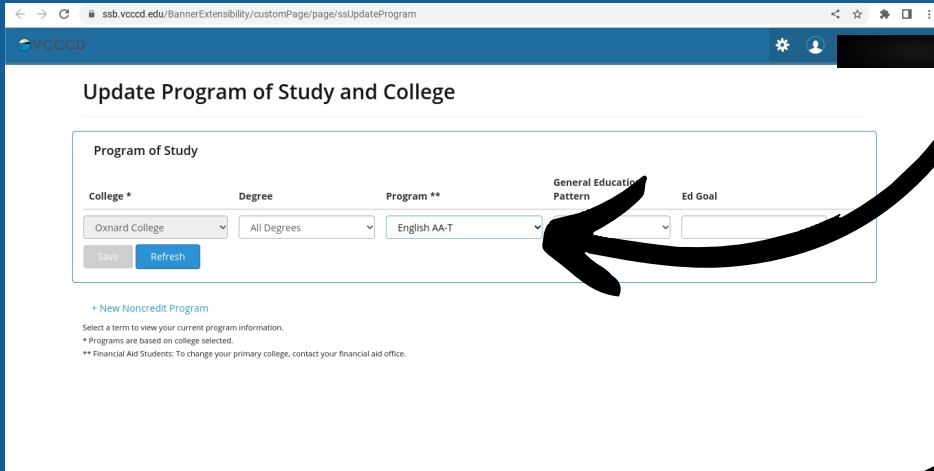 ssb.vcccd.edu/BannerExtensibility/customPage/page/ssUpdateProgram
VCCCD
Update Program of Study and College
Program of Study
College * Degree Program ** General Education Pattern Ed Goal
Oxnard College All Degrees English AA-T
Save Refresh
+ New Noncredit Program
Select a term to view your current program information.
* Programs are based on college selected.
** Financial Aid Students: To change your primary college, contact your financial aid office.